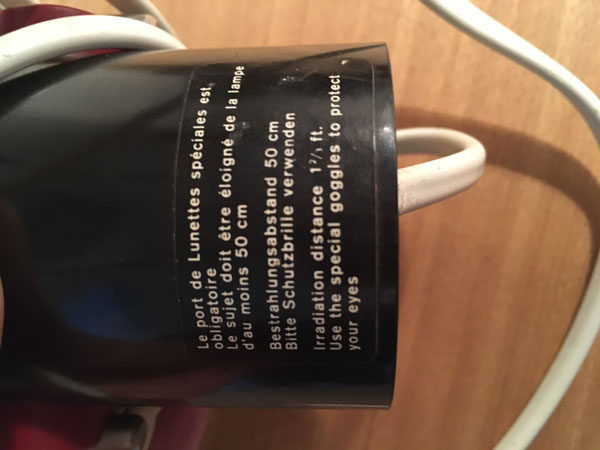 Le port de Lunettes spéciales est
obligatoire
Le sujet doit être éloigné de la lampe
d'au moins 50 cm
Bestrahlungsabstand 50 cm
Bitte Schutzbrille verwenden
Irradiation distance 1²/₃ ft.
Use the special goggles to protect
your eyes